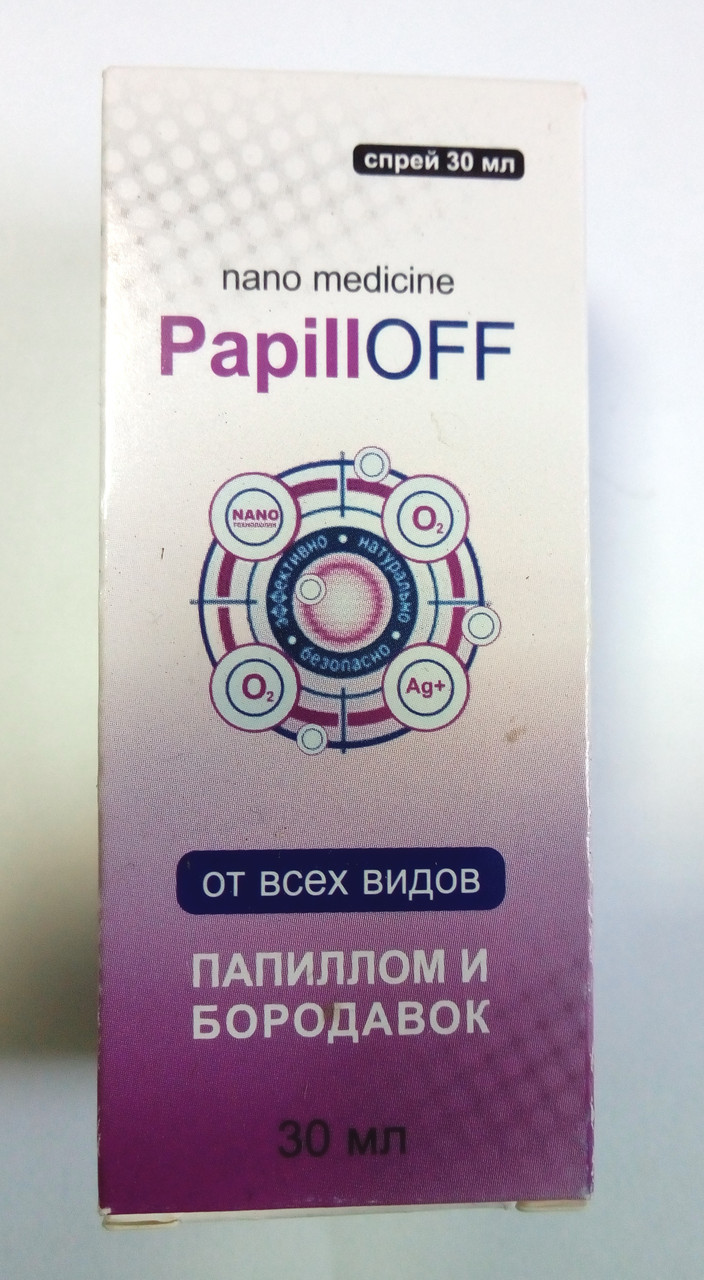 спрей 30 мл
nano medicine
PapillOFF
NANO
ТЕХНОЛОГИЯ
O₂
эффективно • натурально • безопасно
O₂
Ag+
от всех видов
ПАПИЛЛОМ И
БОРОДАВОК
30 мл